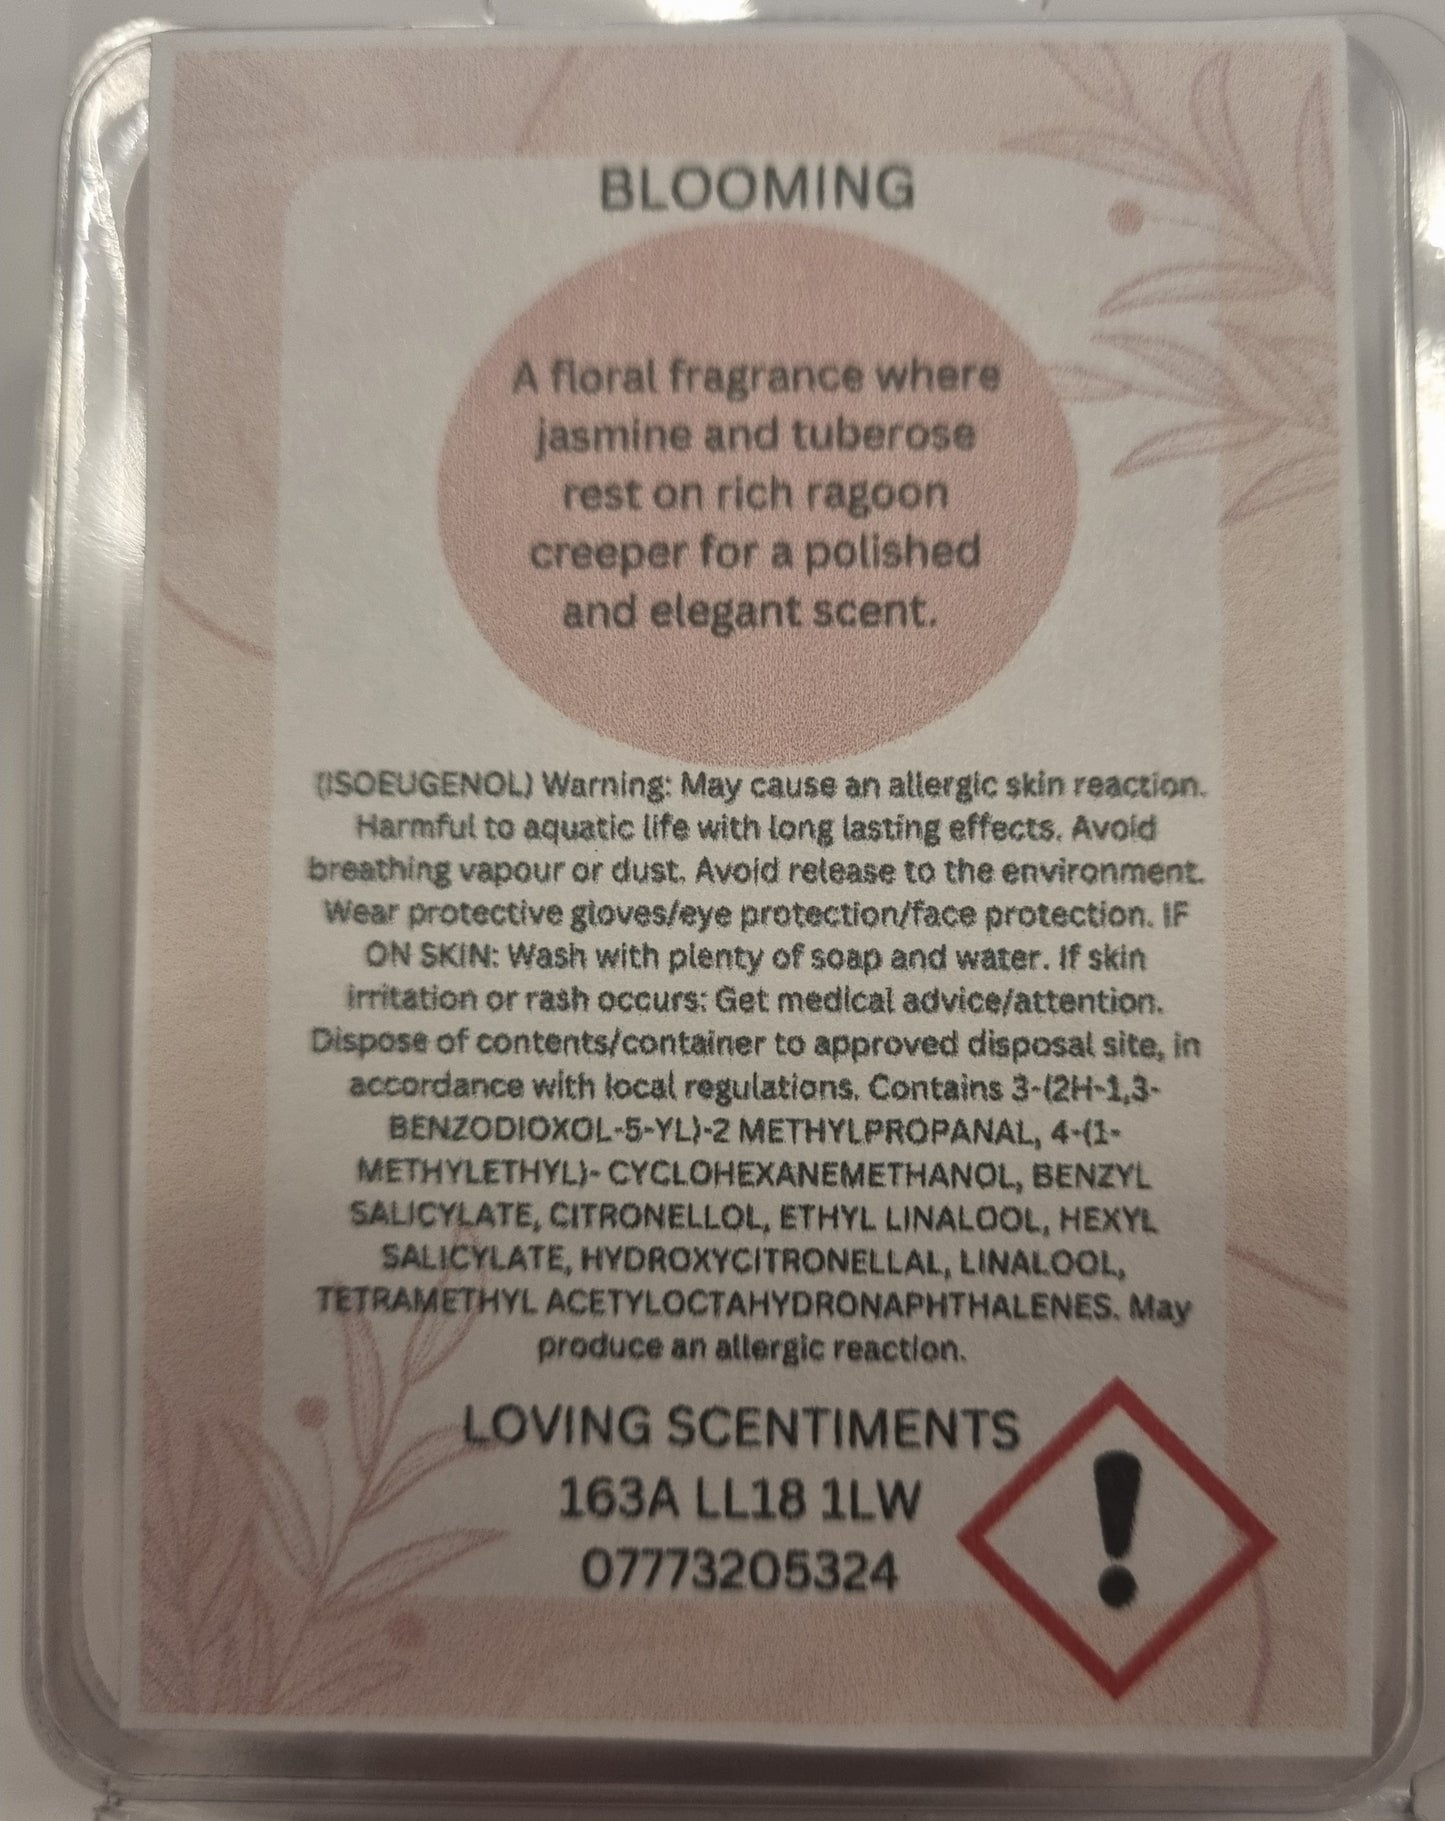 BLOOMING
A floral fragrance where
jasmine and tuberose
rest on rich ragoon
creeper for a polished
and elegant scent.
(ISOEUGENOL) Warning: May cause an allergic skin reaction.
Harmful to aquatic life with long lasting effects. Avoid
breathing vapour or dust. Avoid release to the environment.
Wear protective gloves/eye protection/face protection. IF
ON SKIN: Wash with plenty of soap and water. If skin
irritation or rash occurs: Get medical advice/attention.
Dispose of contents/container to approved disposal site, in
accordance with local regulations. Contains 3-(2H-1,3-
BENZODIOXOL-5-YL)-2 METHYLPROPANAL, 4-(1-
METHYLETHYL)- CYCLOHEXANEMETHANOL, BENZYL
SALICYLATE, CITRONELLOL, ETHYL LINALOOL, HEXYL
SALICYLATE, HYDROXYCITRONELLAL, LINALOOL,
TETRAMETHYL ACETYLOCTAHYDRONAPHTHALENES. May
produce an allergic reaction.
LOVING SCENTIMENTS
163A LL18 1LW
07773205324